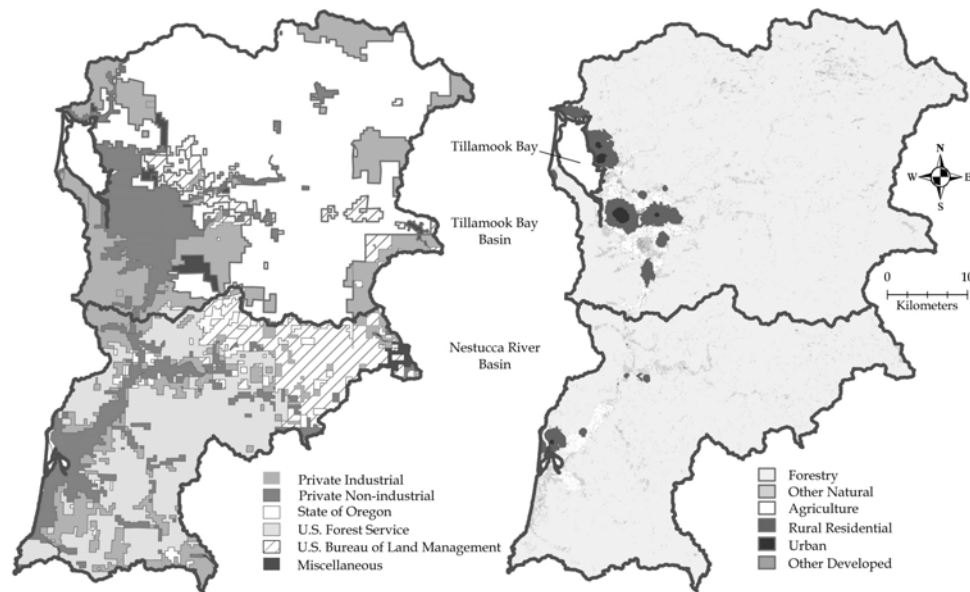 Tillamook Bay
N
W E
S
Tillamook Bay
Basin
0 10
Kilometers
Nestucca River
Basin
Private Industrial
Private Non-industrial
State of Oregon
U.S. Forest Service
U.S. Bureau of Land Management
Miscellaneous
Forestry
Other Natural
Agriculture
Rural Residential
Urban
Other Developed